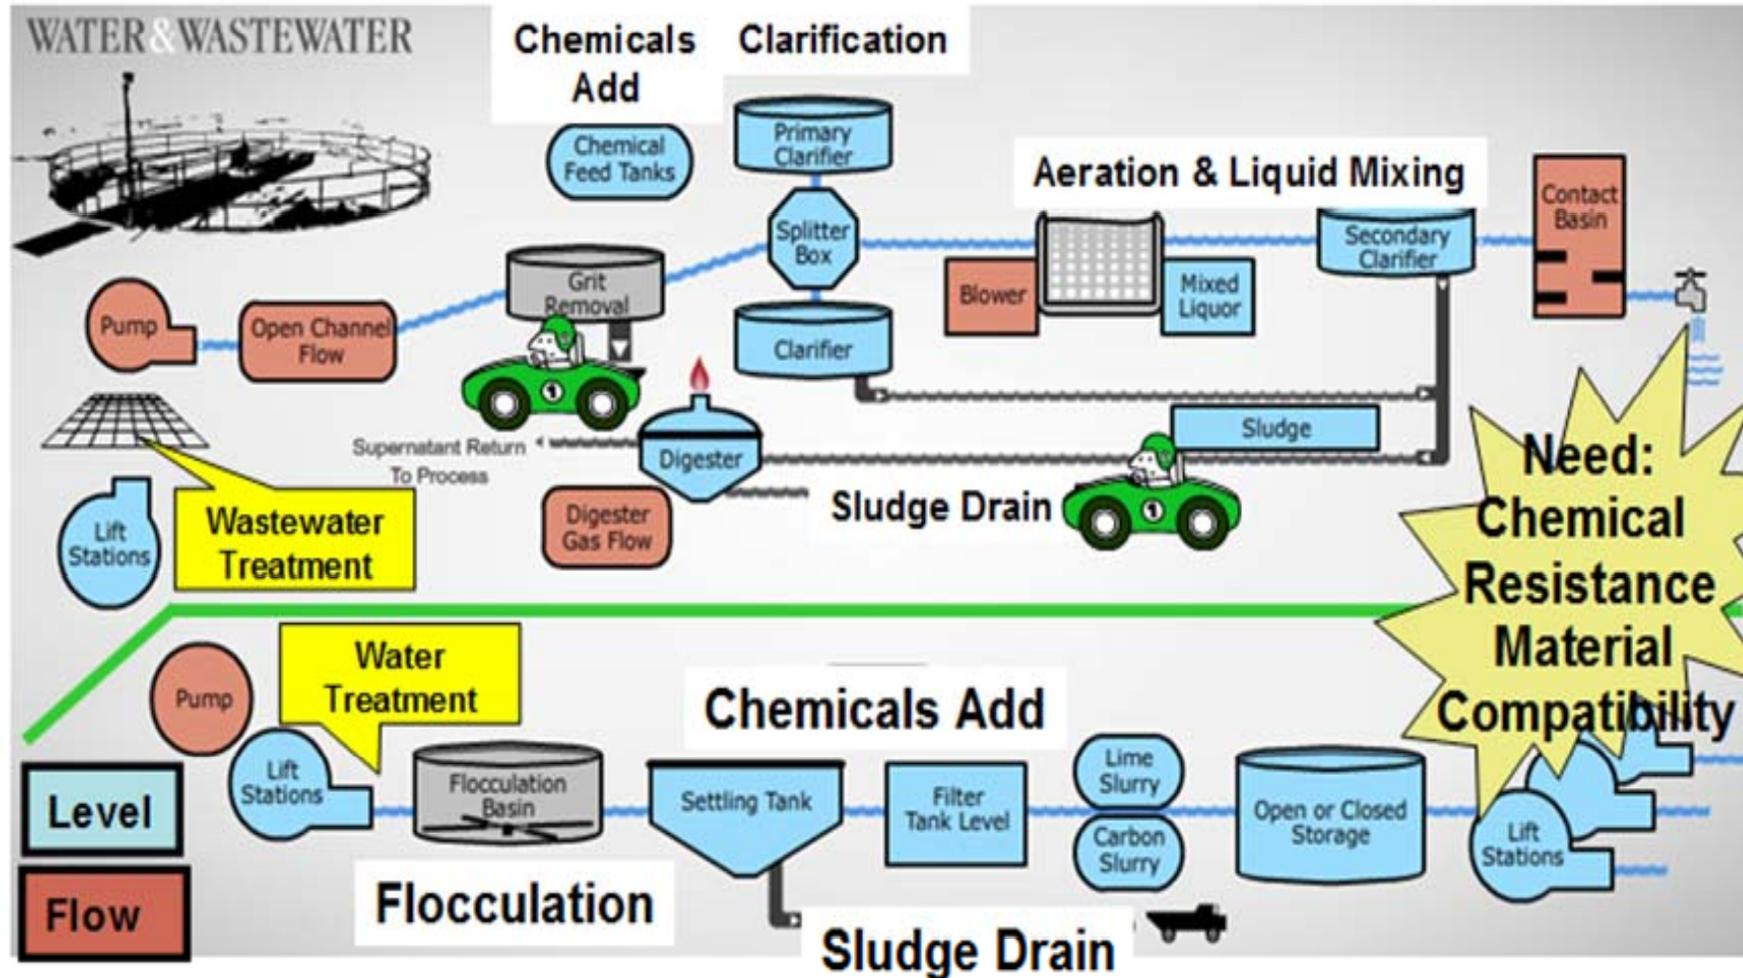 WATER&WASTEWATER
Chemicals
Add
Clarification
Chemical
Feed Tanks
Primary
Clarifier
Aeration & Liquid Mixing
Contact
Basin
Splitter
Box
Secondary
Clarifier
Grit
Removal
Blower
Mixed
Liquor
Pump
Open Channel
Flow
Clarifier
1
Supernatant Return
To Process
Digester
Sludge
Sludge Drain
1
Need:
Chemical
Resistance
Material
Compatibility
Lift
Stations
Wastewater
Treatment
Digester
Gas Flow
Pump
Water
Treatment
Chemicals Add
Lift
Stations
Flocculation
Basin
Settling Tank
Filter
Tank Level
Lime
Slurry
Carbon
Slurry
Open or Closed
Storage
Lift
Stations
Level
Flow
Flocculation
Sludge Drain